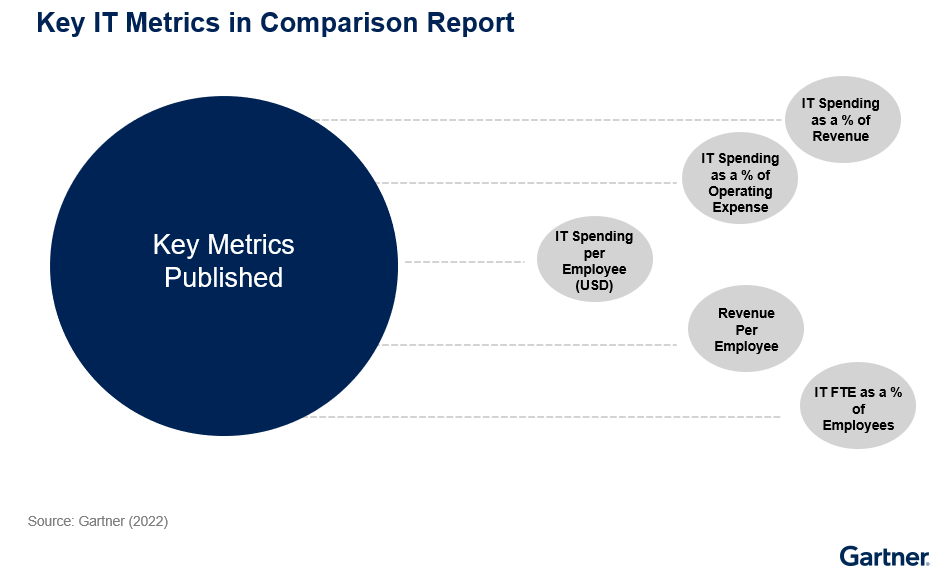 Key IT Metrics in Comparison Report
Key Metrics
Published
IT Spending
as a % of
Revenue
IT Spending
as a % of
Operating
Expense
IT Spending
per
Employee
(USD)
Revenue
Per
Employee
IT FTE as a %
of
Employees
Source: Gartner (2022)
Gartner